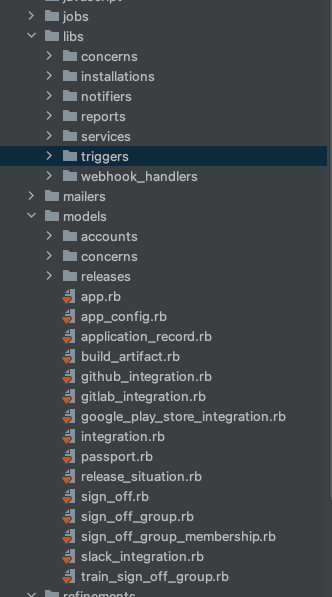 jobs
libs
concerns
installations
notifiers
reports
services
triggers
webhook_handlers
mailers
models
accounts
concerns
releases
app.rb
app_config.rb
application_record.rb
build_artifact.rb
github_integration.rb
gitlab_integration.rb
google_play_store_integration.rb
integration.rb
passport.rb
release_situation.rb
sign_off.rb
sign_off_group.rb
sign_off_group_membership.rb
slack_integration.rb
train_sign_off_group.rb
refinements